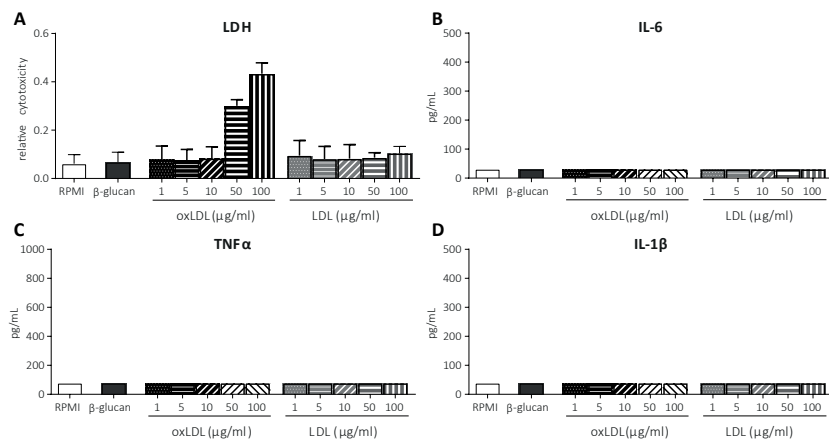 A
LDH
0.6
0.4
0.2
0.0
relative cytotoxicity
RPMI β-glucan 1 5 10 50 100 1 5 10 50 100
oxLDL (μg/ml) LDL (μg/ml)
B
IL-6
500
400
300
200
100
0
pg/mL
RPMI β-glucan 1 5 10 50 100 1 5 10 50 100
oxLDL (μg/ml) LDL (μg/ml)
C
TNFα
1000
800
600
400
200
0
pg/mL
RPMI β-glucan 1 5 10 50 100 1 5 10 50 100
oxLDL (μg/ml) LDL (μg/ml)
D
IL-1β
500
400
300
200
100
0
pg/mL
RPMI β-glucan 1 5 10 50 100 1 5 10 50 100
oxLDL (μg/ml) LDL (μg/ml)